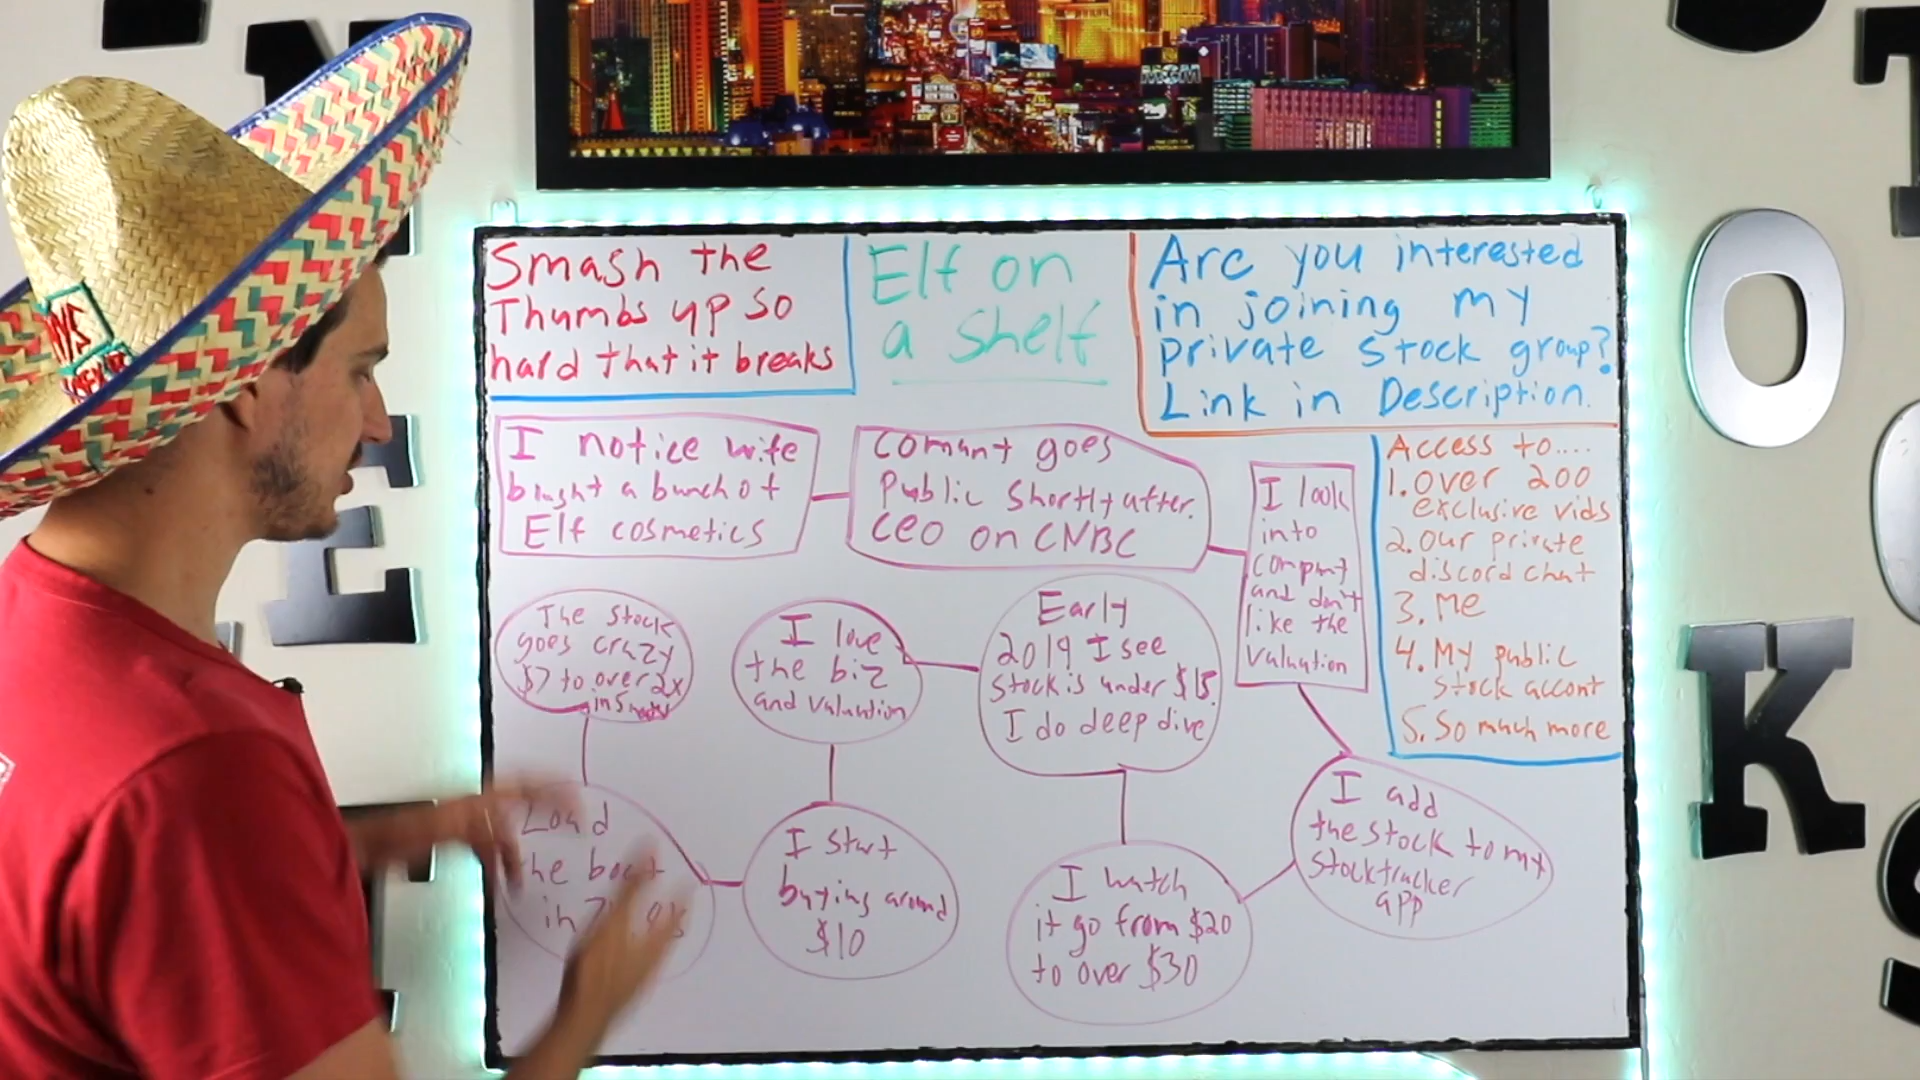 Smash the
Thumbs up so
hard that it breaks
Elf on
a shelf
Are you interested
in joining my
private stock group?
Link in Description.
I notice wife
bught a bunch of
Elf cosmetics
Compny goes
Public Shortly after.
CEO on CNBC
I look
into
compny
and don't
like the
valuation
Access to....
1. over 200
exclusive vids
2. our private
discord chat
3. Me
4. My public
stock accont
5. So much more
The stock
goes crazy
$7 to over 2x
in 5
I love
the biz
and valuation
Early
2019 I see
stock is under $15.
I do deep dive
I add
the stock to my
stocktracker
app
Load
the boat
in
I start
buying around
$10
I watch
it go from $20
to over $30
MGM